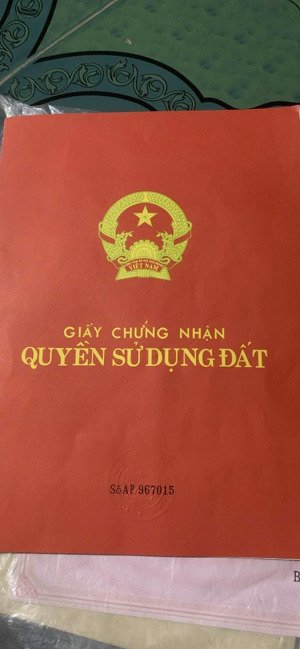 VIỆT NAM
GIẤY CHỨNG NHẬN
QUYỀN SỬ DỤNG ĐẤT
Số AP 967015
B